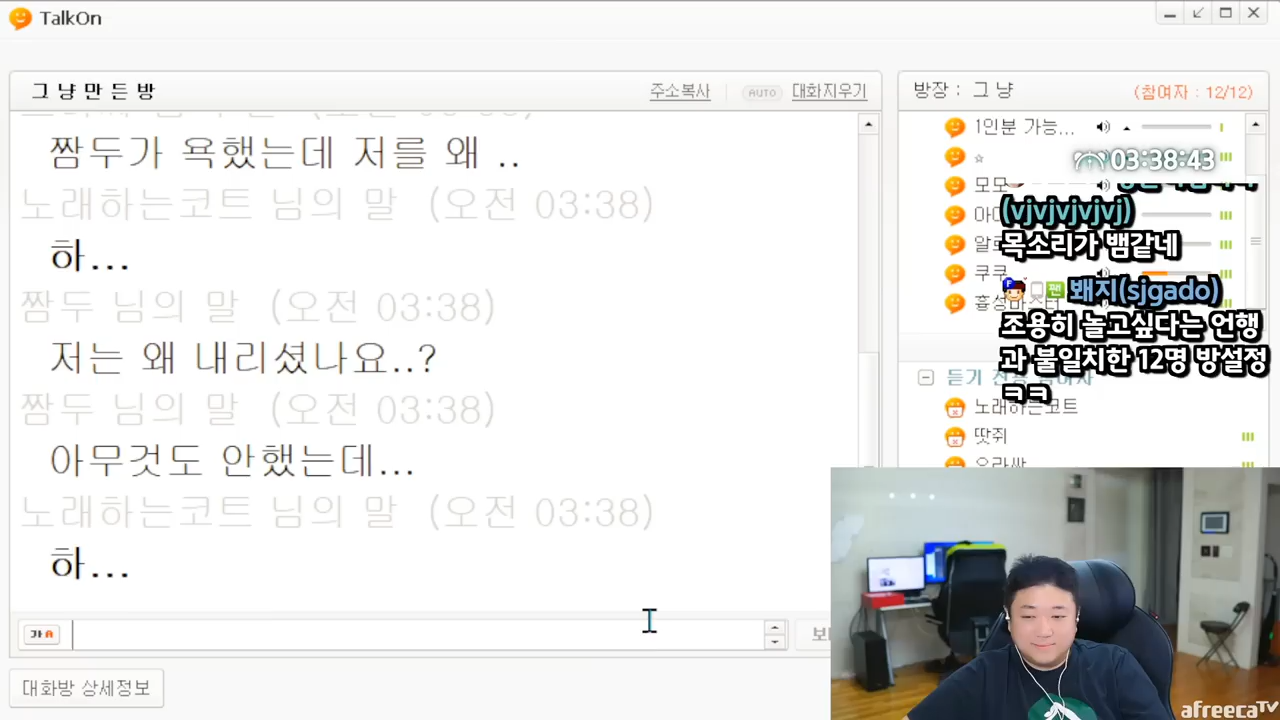 TalkOn
그냥만든방
주소복사
AUTO
대화지우기
방장 : 그냥
(참여자 : 12/12)
짬두가 욕했는데 저를 왜 ..
노래하는코트 님의 말 (오전 03:38)
하...
짬두 님의 말 (오전 03:38)
저는 왜 내리셨나요..?
짬두 님의 말 (오전 03:38)
아무것도 안했는데...
노래하는코트 님의 말 (오전 03:38)
하...
가A
대화방 상세정보
1인분 가능...
☆
03:38:43
모모
(vjvjvjvjvj)
목소리가 뱀같네
쿠쿠
팬 봬지(sjgado)
조용히 놀고싶다는 언행
과 불일치한 12명 방설정
ㅋㅋ
노래하는코트
땃쥐
afreecaTV